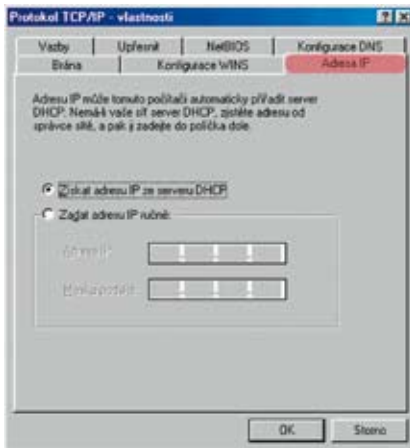 Protokol TCP/IP - vlastnosti
Vazby Upřesnit NetBIOS Konfigurace DNS
Brána Konfigurace WINS Adresa IP
Adresu IP může tomuto počítači automaticky přiřadit server
DHCP. Nemá-li vaše síť server DHCP, zjistěte adresu od
správce sítě, a pak ji zadejte do políčka dole.
Získat adresu IP ze serveru DHCP
Zadat adresu IP ručně:
Adresa IP:
Maska podsítě:
OK Storno